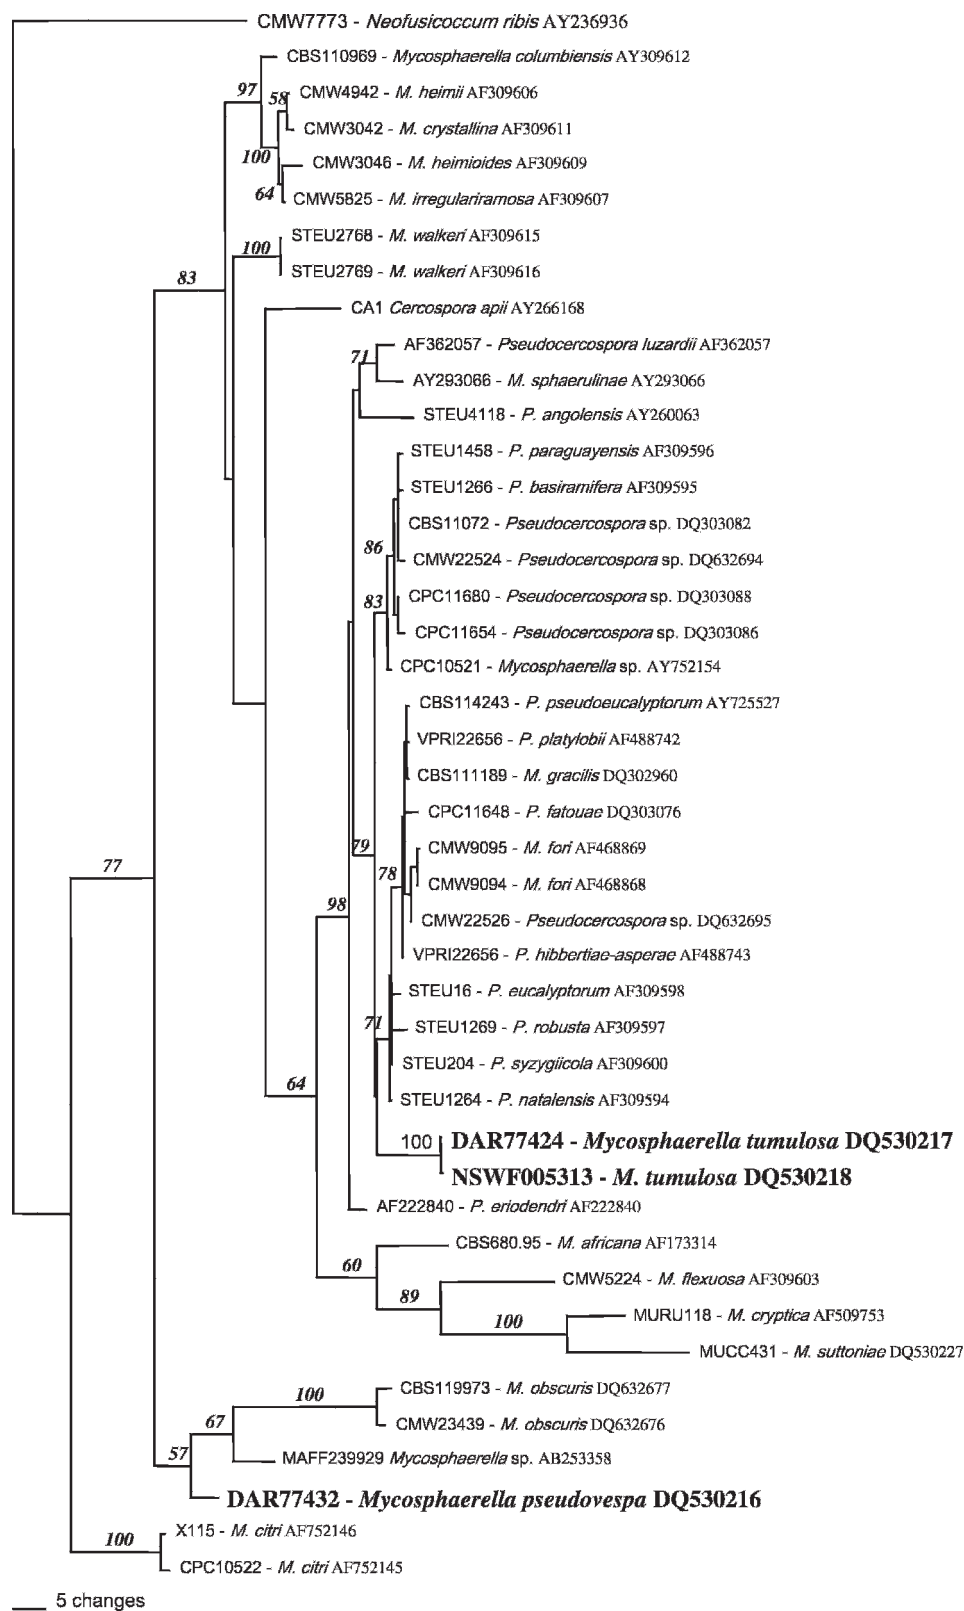 CMW7773 - Neofusicoccum ribis AY236936
CBS110969 - Mycosphaerella columbiensis AY309612
97
58
CMW4942 - M. heimii AF309606
CMW3042 - M. crystallina AF309611
100
CMW3046 - M. heimioides AF309609
64
CMW5825 - M. irregulariramosa AF309607
STEU2768 - M. walkeri AF309615
100
STEU2769 - M. walkeri AF309616
83
CA1 Cercospora apii AY266168
AF362057 - Pseudocercospora luzardii AF362057
71
AY293066 - M. sphaerulinae AY293066
STEU4118 - P. angolensis AY260063
STEU1458 - P. paraguayensis AF309596
STEU1266 - P. basiramifera AF309595
CBS11072 - Pseudocercospora sp. DQ303082
86
CMW22524 - Pseudocercospora sp. DQ632694
CPC11680 - Pseudocercospora sp. DQ303088
83
CPC11654 - Pseudocercospora sp. DQ303086
CPC10521 - Mycosphaerella sp. AY752154
CBS114243 - P. pseudoeucalyptorum AY725527
VPRI22656 - P. platylobii AF488742
CBS111189 - M. gracilis DQ302960
CPC11648 - P. fatouae DQ303076
79
CMW9095 - M. fori AF468869
77
78
CMW9094 - M. fori AF468868
98
CMW22526 - Pseudocercospora sp. DQ632695
VPRI22656 - P. hibbertiae-asperae AF488743
STEU16 - P. eucalyptorum AF309598
71
STEU1269 - P. robusta AF309597
STEU204 - P. syzygiicola AF309600
64
STEU1264 - P. natalensis AF309594
100
DAR77424 - Mycosphaerella tumulosa DQ530217
NSWF005313 - M. tumulosa DQ530218
AF222840 - P. eriodendri AF222840
CBS680.95 - M. africana AF173314
60
CMW5224 - M. flexuosa AF309603
89
MURU118 - M. cryptica AF509753
100
MUCC431 - M. suttoniae DQ530227
CBS119973 - M. obscuris DQ632677
100
67
CMW23439 - M. obscuris DQ632676
57
MAFF239929 Mycosphaerella sp. AB253358
DAR77432 - Mycosphaerella pseudovespa DQ530216
X115 - M. citri AF752146
100
CPC10522 - M. citri AF752145
5 changes